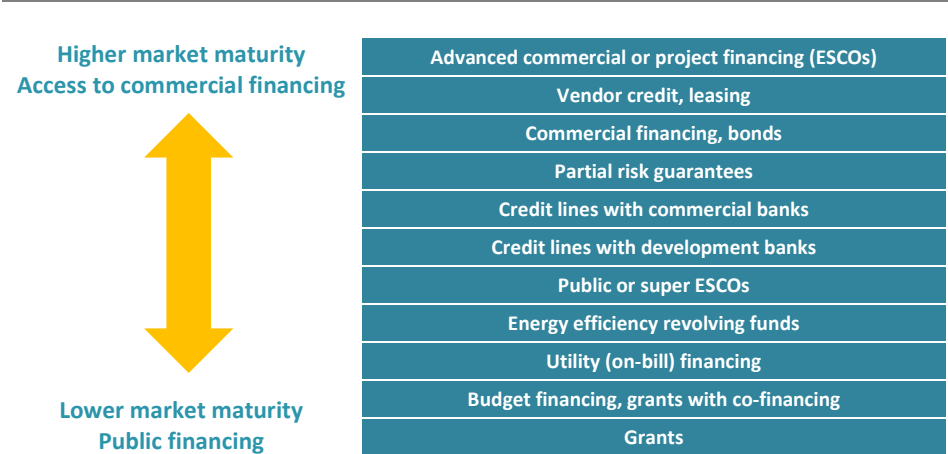 Higher market maturity
Access to commercial financing
Advanced commercial or project financing (ESCOs)
Vendor credit, leasing
Commercial financing, bonds
Partial risk guarantees
Credit lines with commercial banks
Credit lines with development banks
Public or super ESCOs
Energy efficiency revolving funds
Utility (on-bill) financing
Budget financing, grants with co-financing
Grants
Lower market maturity
Public financing